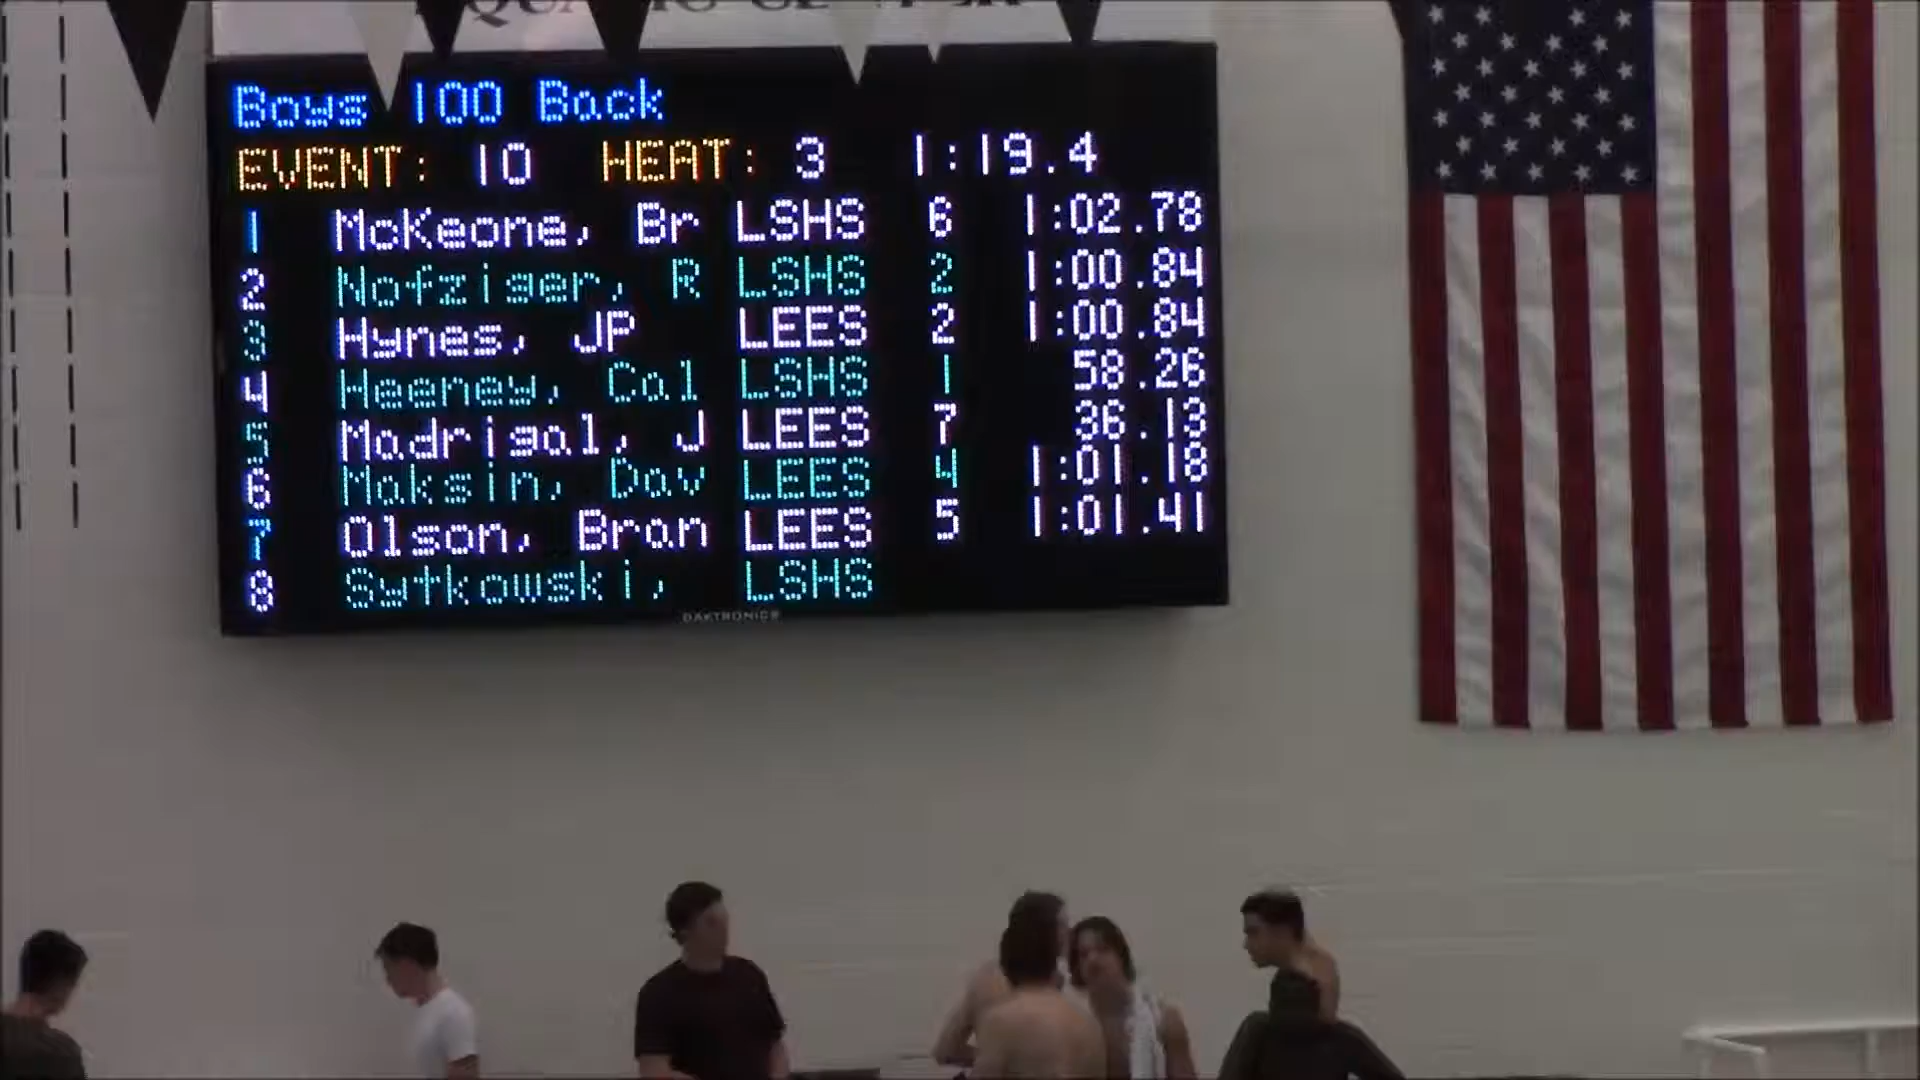 QUATIC CENTER
Boys 100 Back
EVENT: 10 HEAT: 3 1:19.4
1 McKeone, Br LSHS 6 1:02.78
2 Nofziger, R LSHS 2 1:00.84
3 Hynes, JP LEES 2 1:00.84
4 Heeney, Cal LSHS 1 58.26
5 Madrigal, J LEES 7 36.13
6 Maksin, Dav LEES 4 1:01.18
7 Olson, Bran LEES 5 1:01.41
8 Sytkowski, LSHS
DAKTRONICS